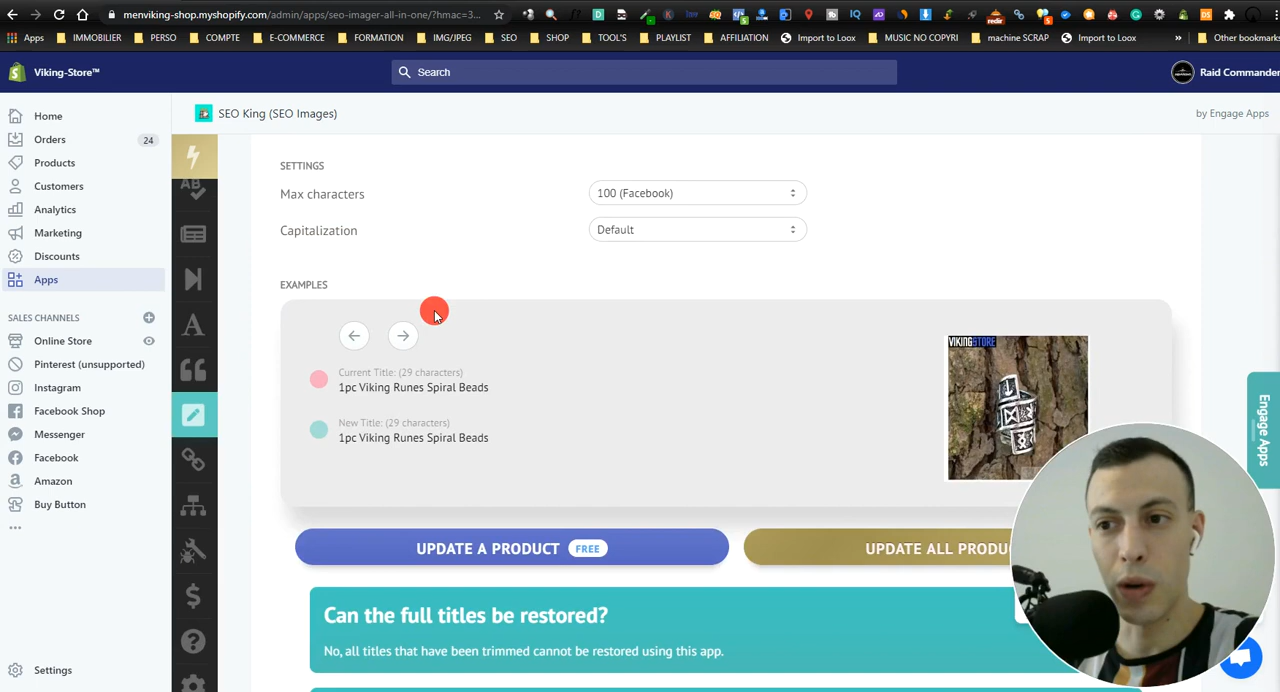 menviking-shop.myshopify.com/admin/apps/seo-imager-all-in-one/?hmac=3...
Apps IMMOBILIER PERSO COMPTE E-COMMERCE FORMATION IMG/JPEG SEO SHOP TOOL'S PLAYLIST AFFILIATION Import to Loox MUSIC NO COPYRI machine SCRAP Import to Loox » Other bookmarks
Viking-Store™
Search
Raid Commander
Home
Orders 24
Products
Customers
Analytics
Marketing
Discounts
Apps
SALES CHANNELS
Online Store
Pinterest (unsupported)
Instagram
Facebook Shop
Messenger
Facebook
Amazon
Buy Button
...
Settings
SEO King (SEO Images)
by Engage Apps
SETTINGS
Max characters
100 (Facebook)
Capitalization
Default
EXAMPLES
Current Title: (29 characters)
1pc Viking Runes Spiral Beads
New Title: (29 characters)
1pc Viking Runes Spiral Beads
VIKINGSTORE
Engage Apps
UPDATE A PRODUCT FREE
UPDATE ALL PRODU
Can the full titles be restored?
No, all titles that have been trimmed cannot be restored using this app.